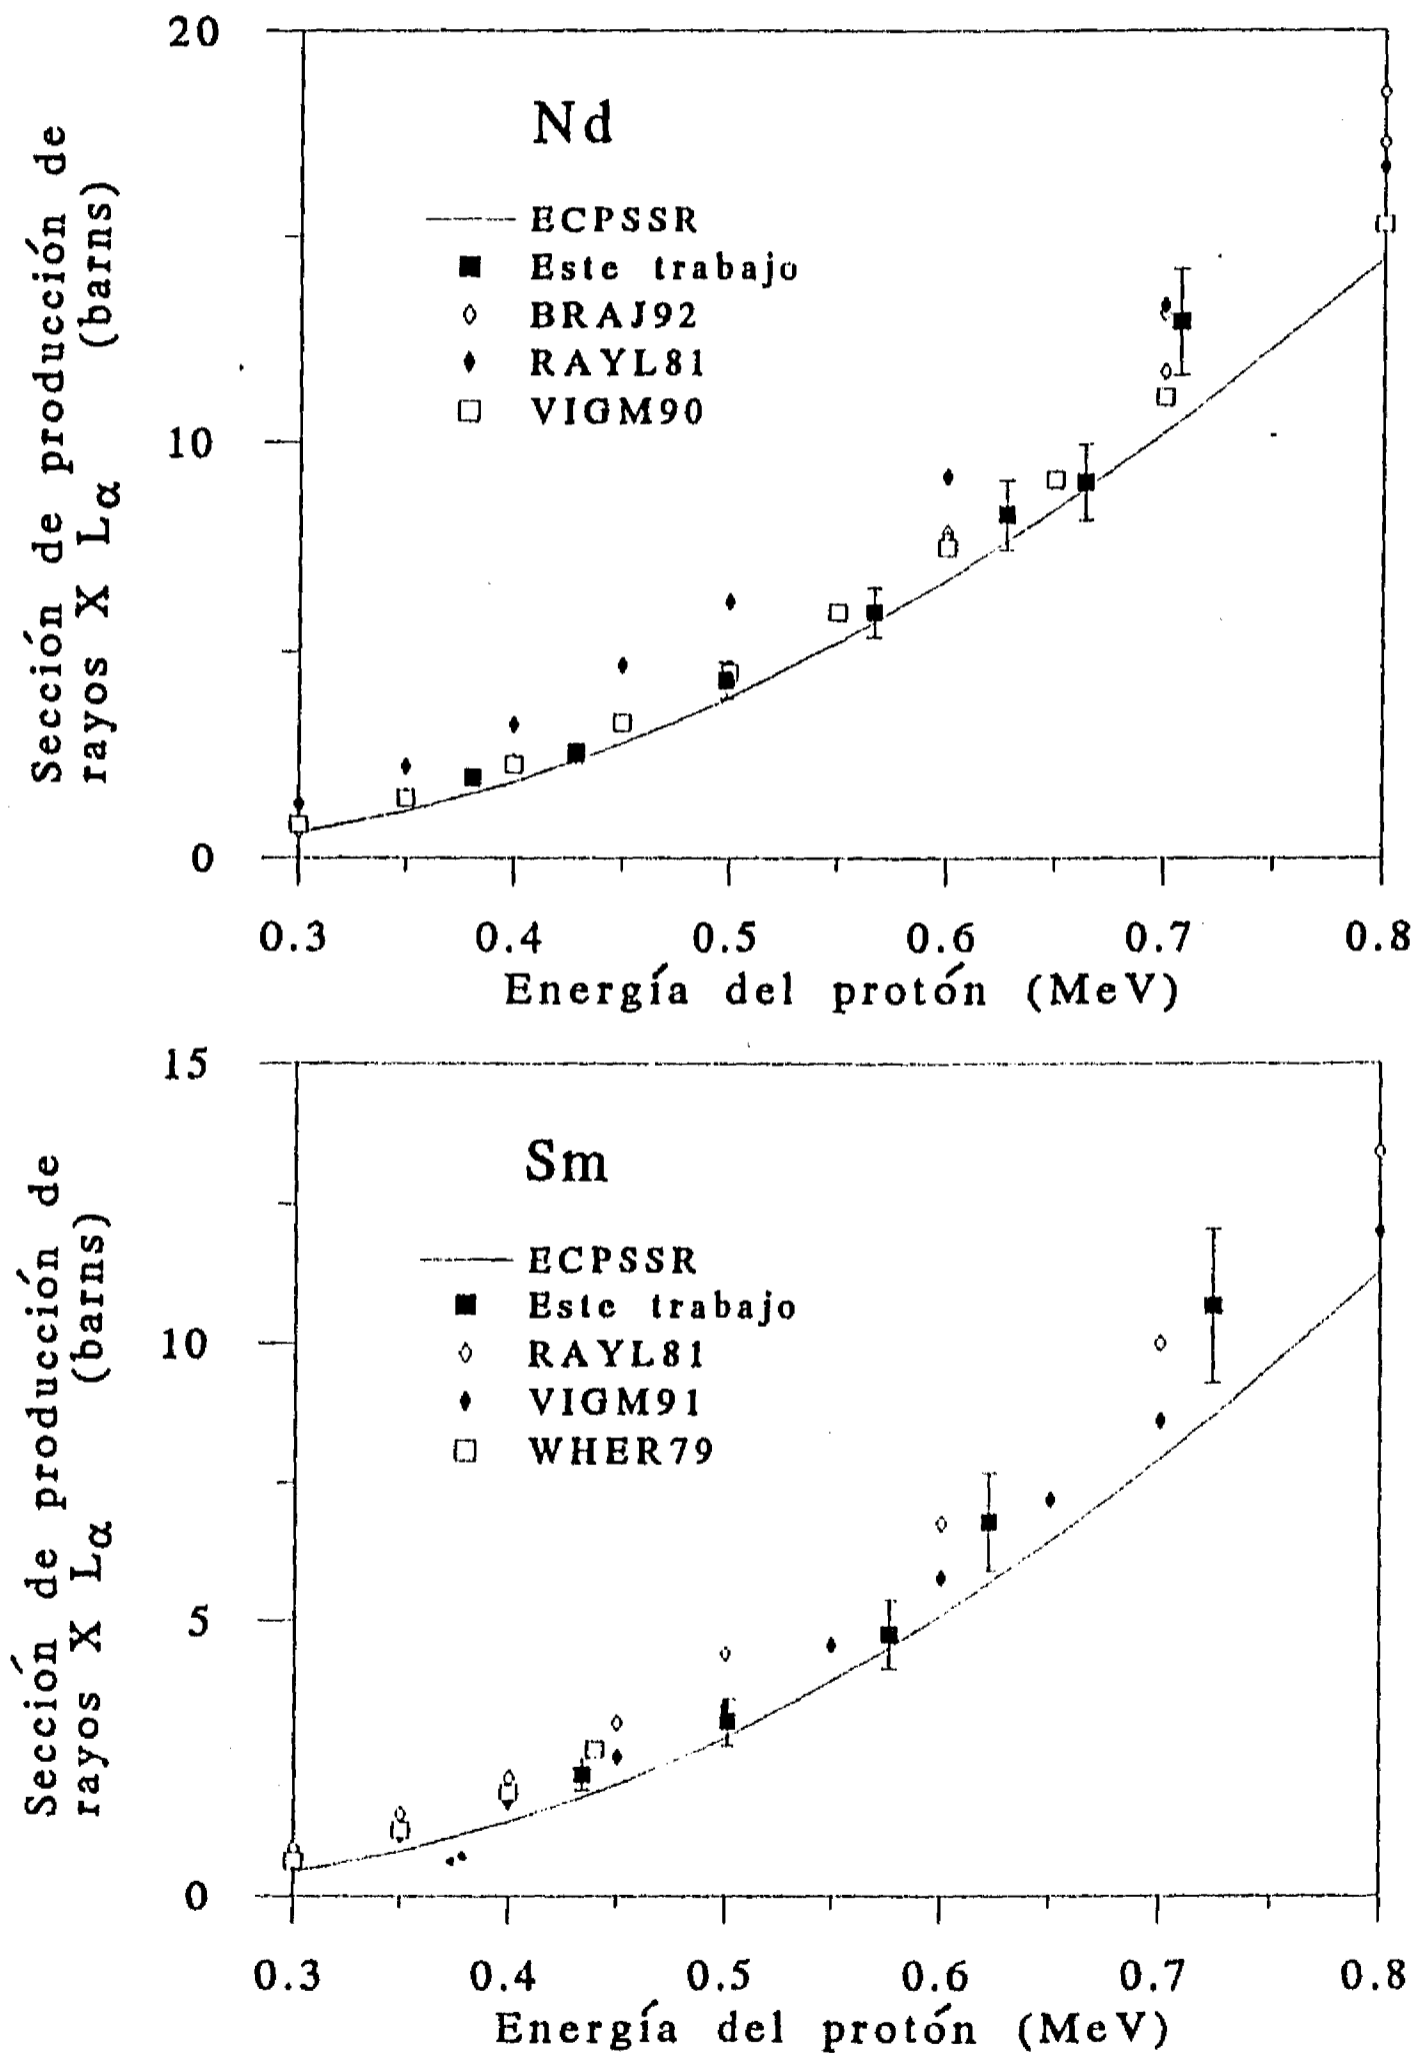 20
10
0
Sección de producción de
rayos X Lα (barns)
Nd
ECPSSR
Este trabajo
BRAJ92
RAYL81
VIGM90
0.3 0.4 0.5 0.6 0.7 0.8
Energía del protón (MeV)
15
10
5
0
Sección de producción de
rayos X Lα (barns)
Sm
ECPSSR
Este trabajo
RAYL81
VIGM91
WHER79
0.3 0.4 0.5 0.6 0.7 0.8
Energía del protón (MeV)